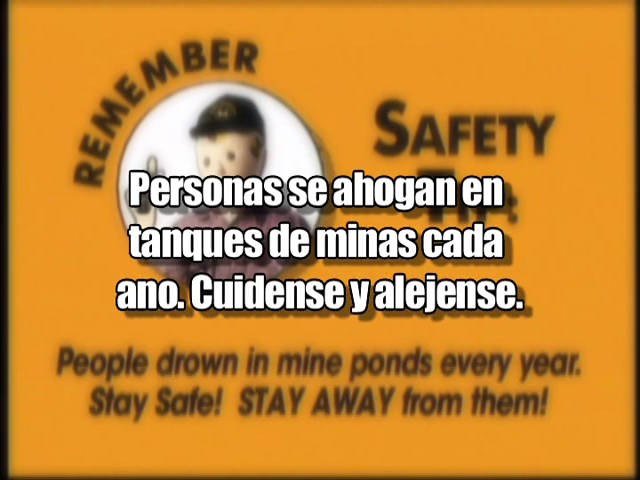 REMEMBER
SAFETY
Personas se ahogan en
tanques de minas cada
ano. Cuidense y alejense.
People drown in mine ponds every year.
Stay Safe! STAY AWAY from them!